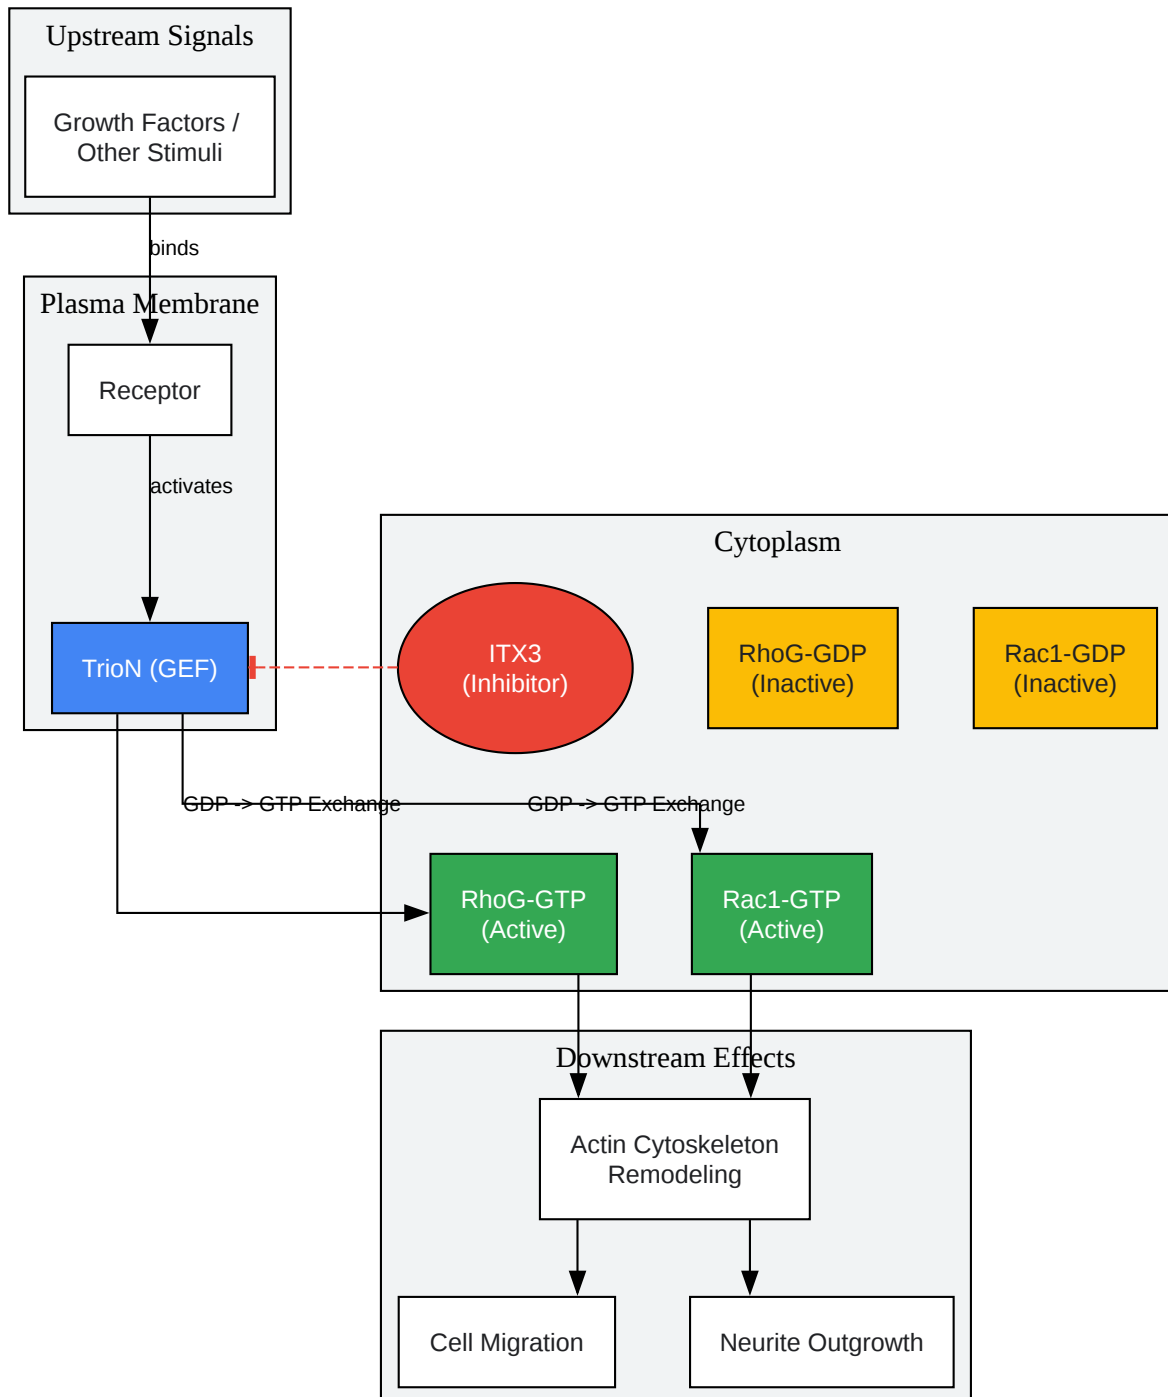 Upstream Signals
Growth Factors /
Other Stimuli
binds
Plasma Membrane
Receptor
activates
Cytoplasm
TrioN (GEF)
ITX3
(Inhibitor)
RhoG-GDP
(Inactive)
Rac1-GDP
(Inactive)
GDP -> GTP Exchange
GDP -> GTP Exchange
RhoG-GTP
(Active)
Rac1-GTP
(Active)
Downstream Effects
Actin Cytoskeleton
Remodeling
Cell Migration
Neurite Outgrowth